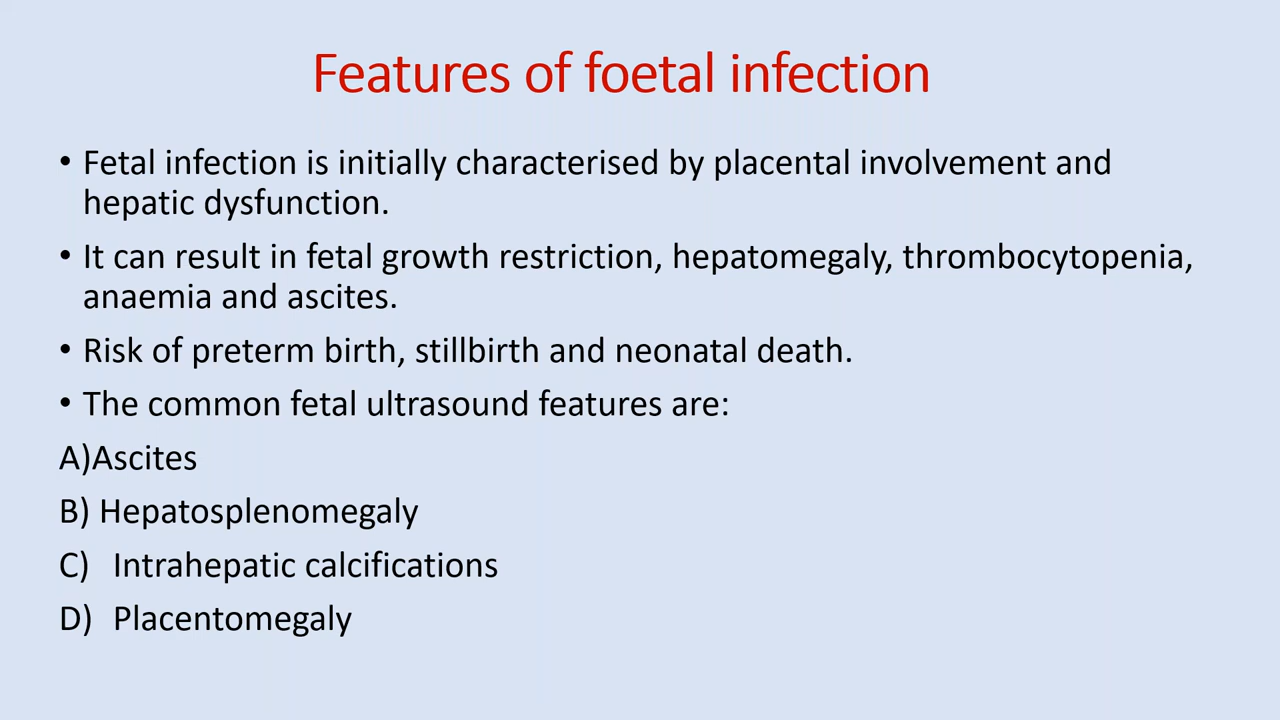 Features of foetal infection
• Fetal infection is initially characterised by placental involvement and
hepatic dysfunction.
• It can result in fetal growth restriction, hepatomegaly, thrombocytopenia,
anaemia and ascites.
• Risk of preterm birth, stillbirth and neonatal death.
• The common fetal ultrasound features are:
A)Ascites
B) Hepatosplenomegaly
C) Intrahepatic calcifications
D) Placentomegaly